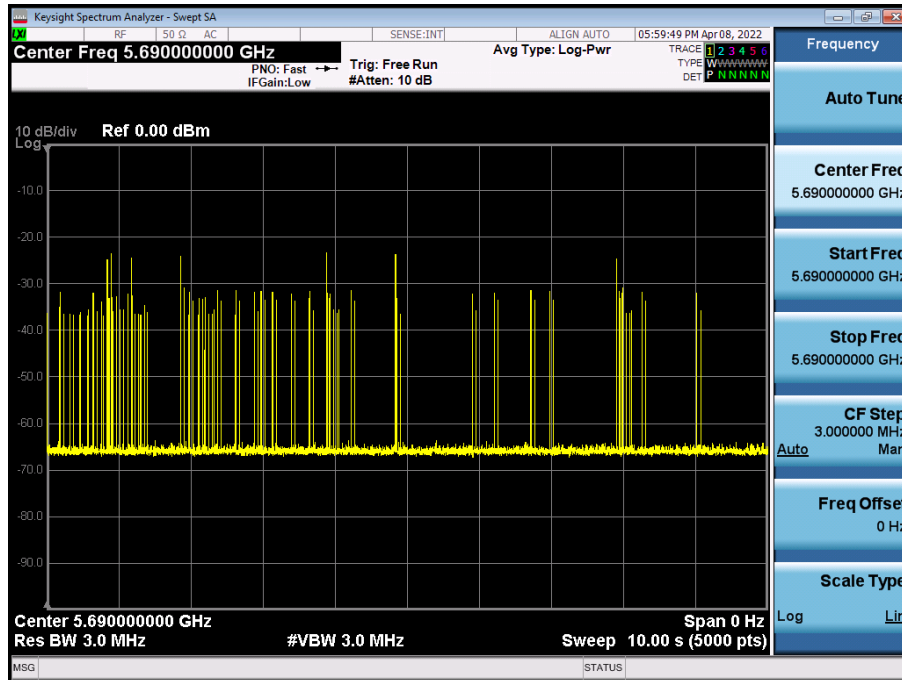 Keysight Spectrum Analyzer - Swept SA
LXI RF 50 Ω AC SENSE:INT ALIGN AUTO 05:59:49 PM Apr 08, 2022
Center Freq 5.690000000 GHz
PNO: Fast
IFGain:Low
Trig: Free Run
#Atten: 10 dB
Avg Type: Log-Pwr
TRACE 1 2 3 4 5 6
TYPE WWWWWW
DET P N N N N N
10 dB/div Ref 0.00 dBm
Log
-10.0
-20.0
-30.0
-40.0
-50.0
-60.0
-70.0
-80.0
-90.0
Center 5.690000000 GHz Span 0 Hz
Res BW 3.0 MHz #VBW 3.0 MHz Sweep 10.00 s (5000 pts)
MSG STATUS
Frequency
Auto Tune
Center Freq
5.690000000 GHz
Start Freq
5.690000000 GHz
Stop Freq
5.690000000 GHz
CF Step
3.000000 MHz
Auto Man
Freq Offset
0 Hz
Scale Type
Log Lin